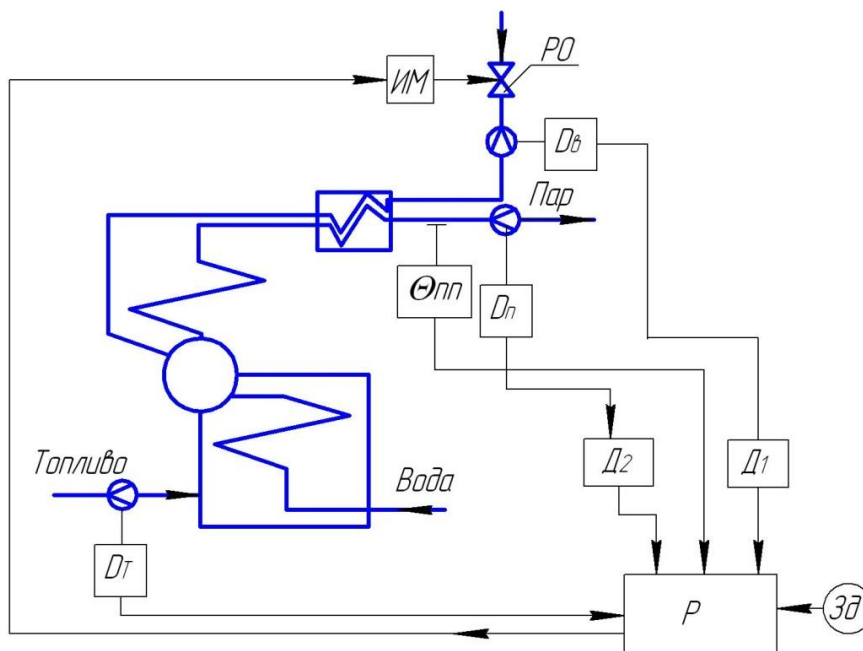 РО
ИМ
Dв
Пар
Θпп
Dп
Топливо
Вода
Д2
Д1
Dт
Р
Зд